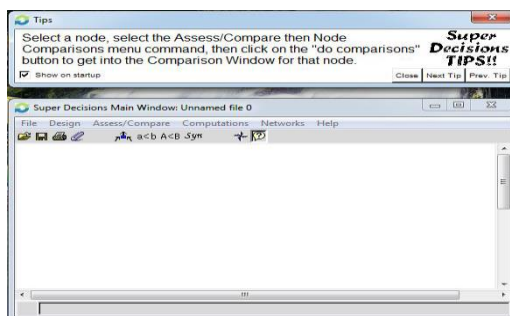 Tips
Select a node, select the Assess/Compare then Node
Comparisons menu command, then click on the "do comparisons"
button to get into the Comparison Window for that node.
Super
Decisions
TIPS!!
Show on startup
Close Next Tip Prev. Tip
Super Decisions Main Window: Unnamed file 0
File Design Assess/Compare Computations Networks Help
a<b A<B Syn